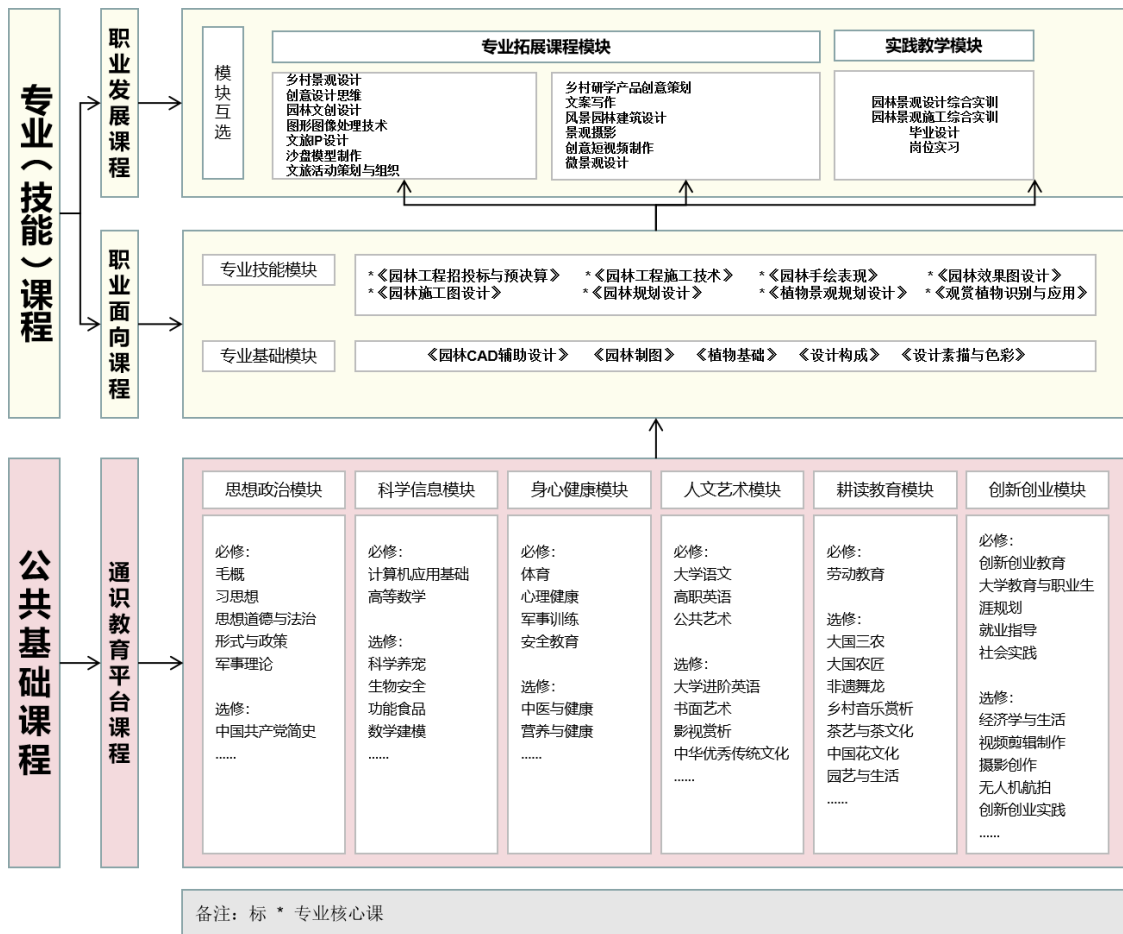 专业（技能）课程
职业发展课程
模块互选
专业拓展课程模块
乡村景观设计
创意设计思维
园林文创设计
图形图像处理技术
文旅IP设计
沙盘模型制作
文旅活动策划与组织
乡村研学产品创意策划
文案写作
风景园林建筑设计
景观摄影
创意短视频制作
微景观设计
实践教学模块
园林景观设计综合实训
园林景观施工综合实训
毕业设计
岗位实习
职业面向课程
专业技能模块
*《园林工程招投标与预决算》 *《园林工程施工技术》 *《园林手绘表现》 *《园林效果图设计》
*《园林施工图设计》 *《园林规划设计》 *《植物景观规划设计》 *《观赏植物识别与应用》
专业基础模块
《园林CAD辅助设计》 《园林制图》 《植物基础》 《设计构成》 《设计素描与色彩》
公共基础课程
通识教育平台课程
思想政治模块
必修：
毛概
习思想
思想道德与法治
形式与政策
军事理论
选修：
中国共产党简史
......
科学信息模块
必修：
计算机应用基础
高等数学
选修：
科学养宠
生物安全
功能食品
数学建模
......
身心健康模块
必修：
体育
心理健康
军事训练
安全教育
选修：
中医与健康
营养与健康
......
人文艺术模块
必修：
大学语文
高职英语
公共艺术
选修：
大学进阶英语
书面艺术
影视赏析
中华优秀传统文化
......
耕读教育模块
必修：
劳动教育
选修：
大国三农
大国农匠
非遗舞龙
乡村音乐赏析
茶艺与茶文化
中国花文化
园艺与生活
......
创新创业模块
必修：
创新创业教育
大学教育与职业生
涯规划
就业指导
社会实践
选修：
经济学与生活
视频剪辑制作
摄影创作
无人机航拍
创新创业实践
......
备注：标 * 专业核心课